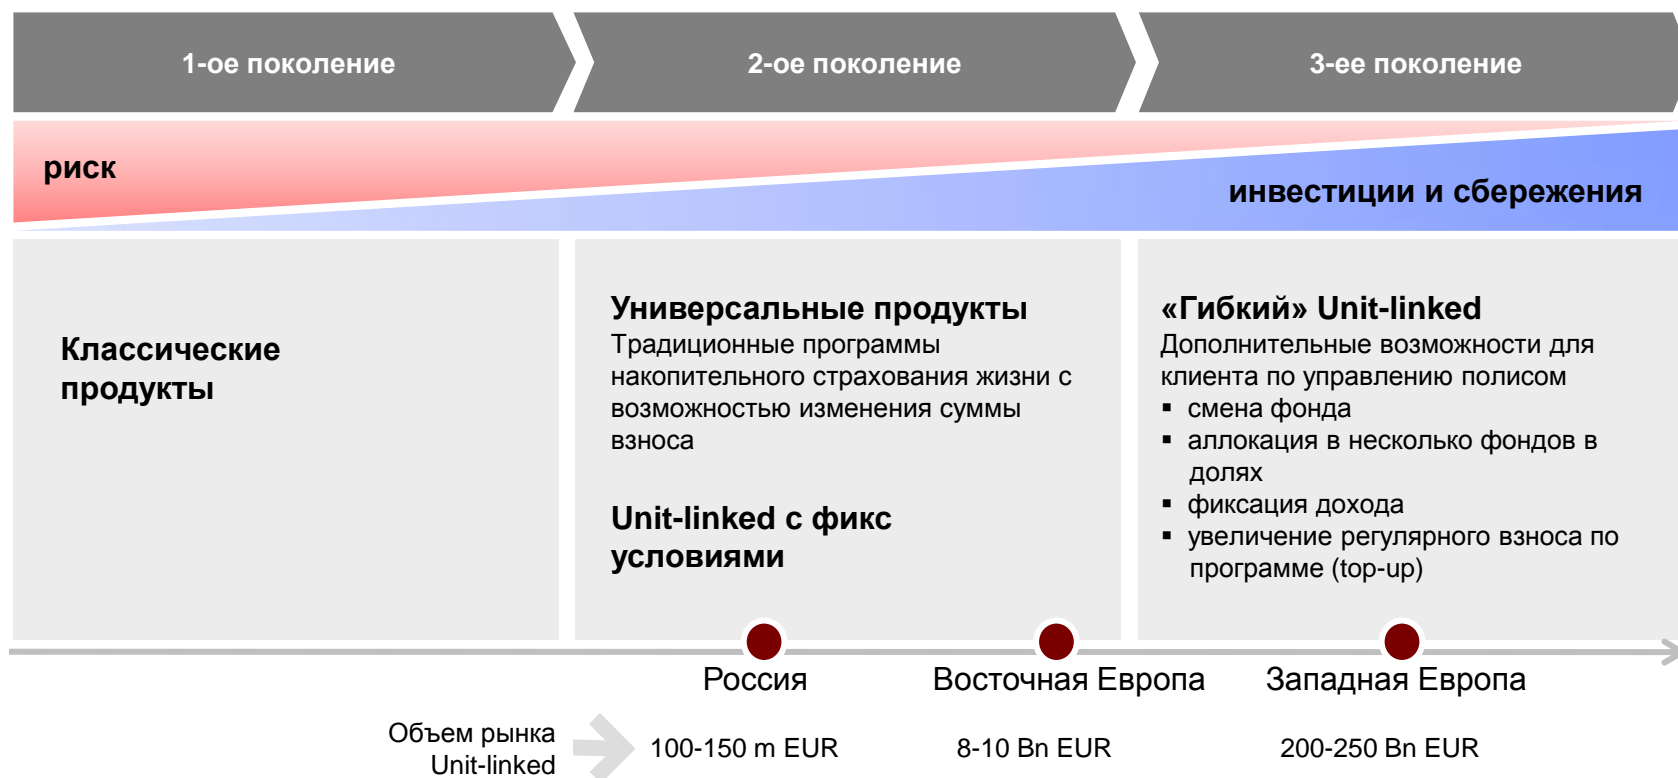 1-ое поколение
2-ое поколение
3-ее поколение
риск
инвестиции и сбережения
Классические
продукты
Универсальные продукты
Традиционные программы
накопительного страхования жизни с
возможностью изменения суммы
взноса
Unit-linked с фикс
условиями
«Гибкий» Unit-linked
Дополнительные возможности для
клиента по управлению полисом
▪ смена фонда
▪ аллокация в несколько фондов в
долях
▪ фиксация дохода
▪ увеличение регулярного взноса по
программе (top-up)
Россия
Восточная Европа
Западная Европа
Объем рынка
Unit-linked
100-150 m EUR
8-10 Bn EUR
200-250 Bn EUR